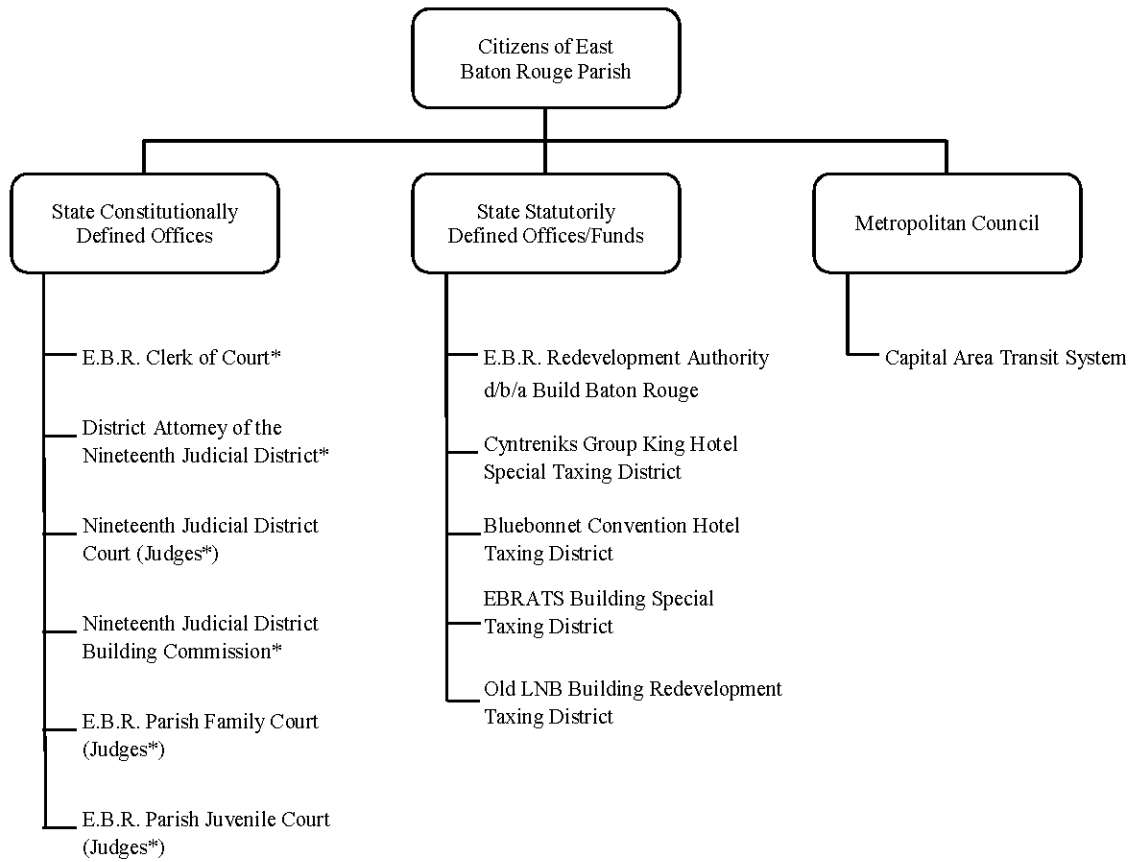 Citizens of East
Baton Rouge Parish
State Constitutionally
Defined Offices
State Statutorily
Defined Offices/Funds
Metropolitan Council
E.B.R. Clerk of Court*
District Attorney of the
Nineteenth Judicial District*
Nineteenth Judicial District
Court (Judges*)
Nineteenth Judicial District
Building Commission*
E.B.R. Parish Family Court
(Judges*)
E.B.R. Parish Juvenile Court
(Judges*)
E.B.R. Redevelopment Authority
d/b/a Build Baton Rouge
Cyntreniks Group King Hotel
Special Taxing District
Bluebonnet Convention Hotel
Taxing District
EBRATS Building Special
Taxing District
Old LNB Building Redevelopment
Taxing District
Capital Area Transit System